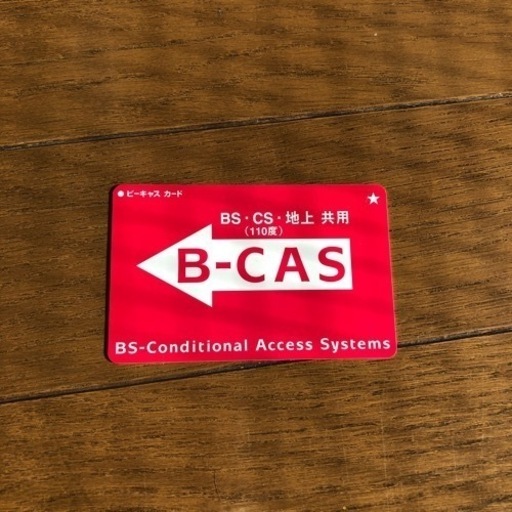 ● ビーキャス カード
★
BS・CS・地上 共用
(110度)
B-CAS
BS-Conditional Access Systems